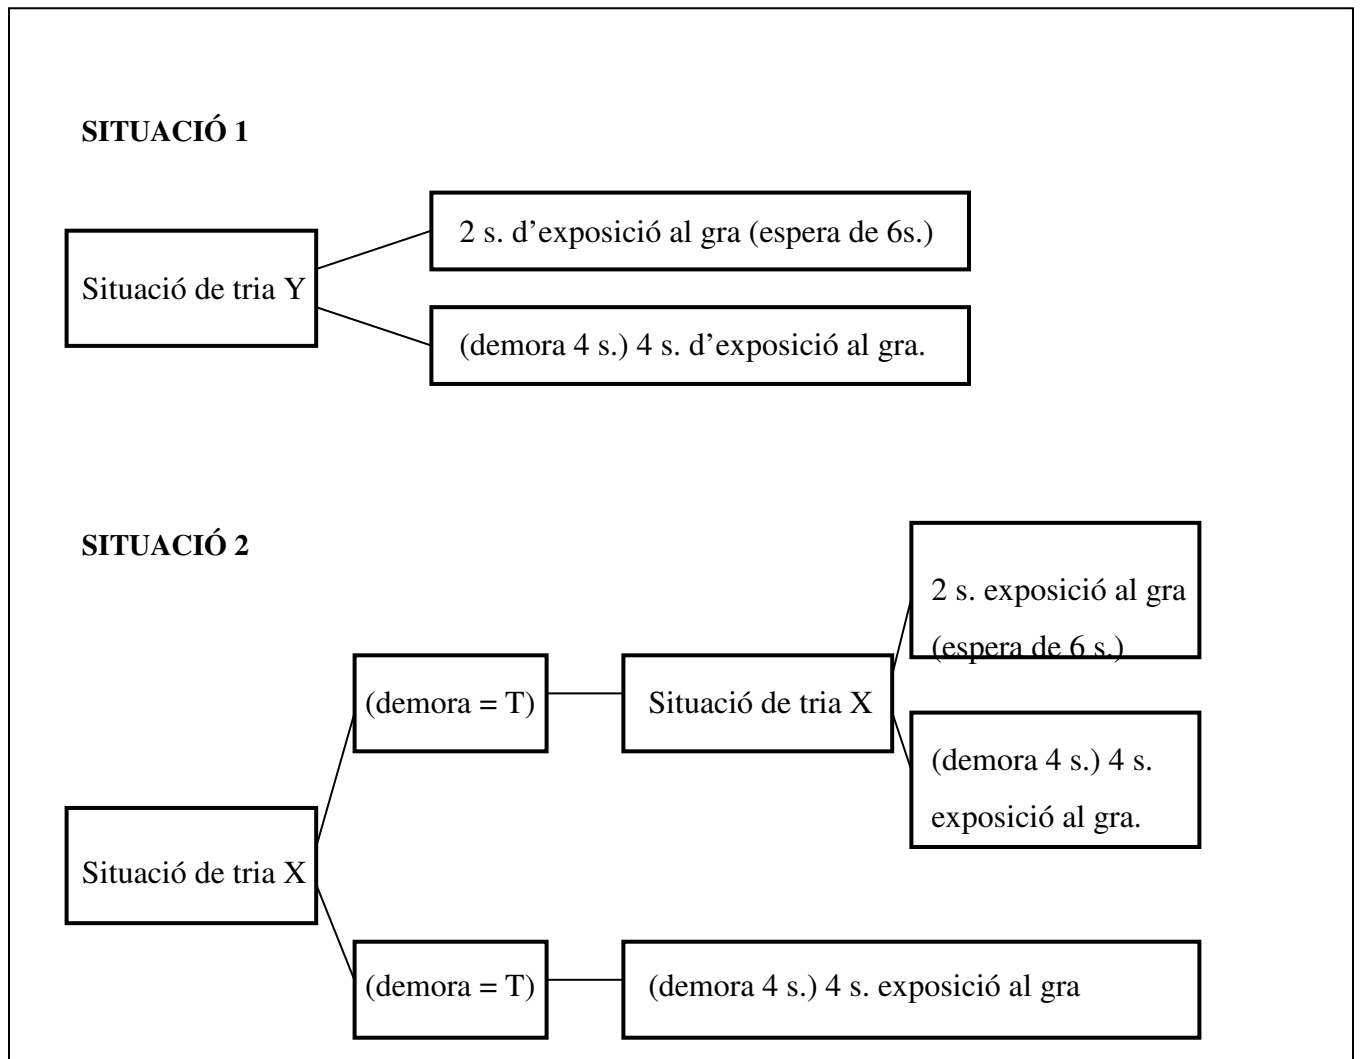 SITUACIÓ 1
2 s. d’exposició al gra (espera de 6s.)
Situació de tria Y
(demora 4 s.) 4 s. d’exposició al gra.
SITUACIÓ 2
2 s. exposició al gra
(espera de 6 s.)
(demora = T)
Situació de tria X
(demora 4 s.) 4 s.
exposició al gra.
Situació de tria X
(demora = T)
(demora 4 s.) 4 s. exposició al gra